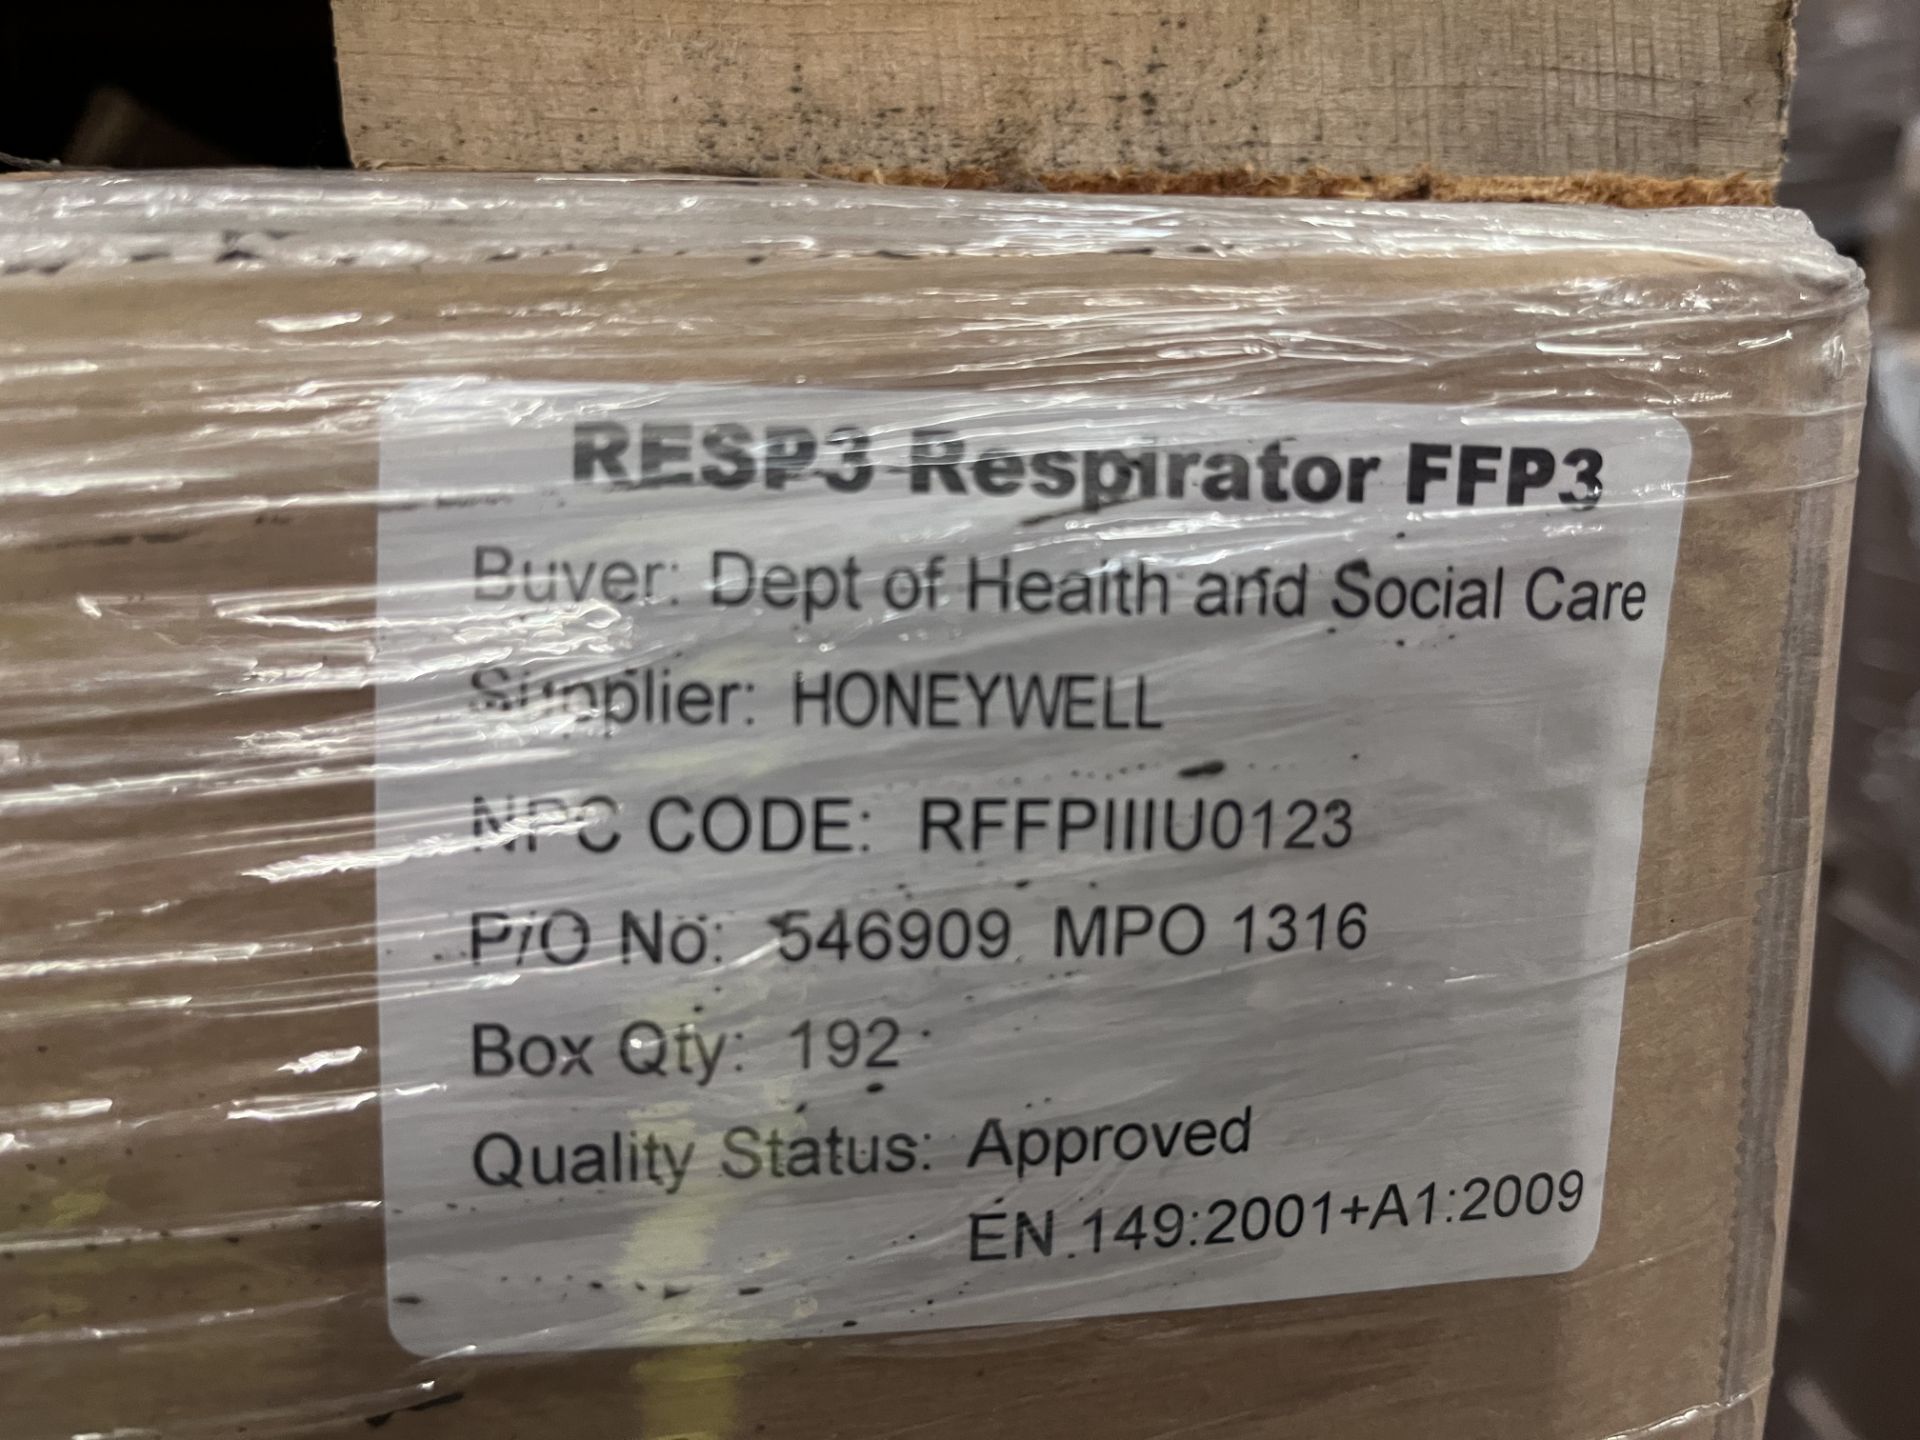 RESP3 Respirator FFP3
Buyer: Dept of Health and Social Care
Supplier: HONEYWELL
NPC CODE: RFFPIIIU0123
P/O No: 546909 MPO 1316
Box Qty: 192
Quality Status: Approved
EN 149:2001+A1:2009